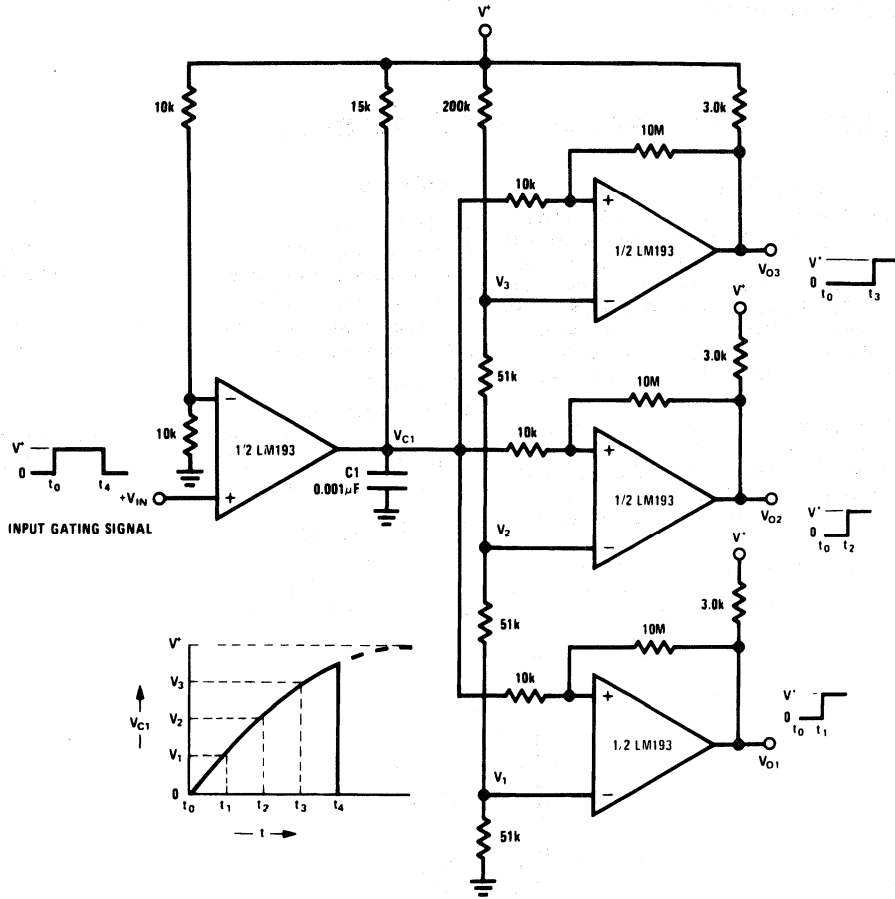 V+
10k
15k
200k
3.0k
10M
10k
+
1/2 LM193
−
VO3
V+
0
t0 t3
V3
V+
3.0k
51k
10M
10k
−
10k
+
1/2 LM193
VC1
+
1/2 LM193
−
VO2
C1
0.001μF
V+
0
t0 t4
+VIN
INPUT GATING SIGNAL
V+
0
t0 t2
V2
V+
3.0k
51k
10M
10k
+
1/2 LM193
−
VO1
V+
0
t0 t1
V1
51k
V+
V3
VC1
V2
V1
0
t0 t1 t2 t3 t4
t